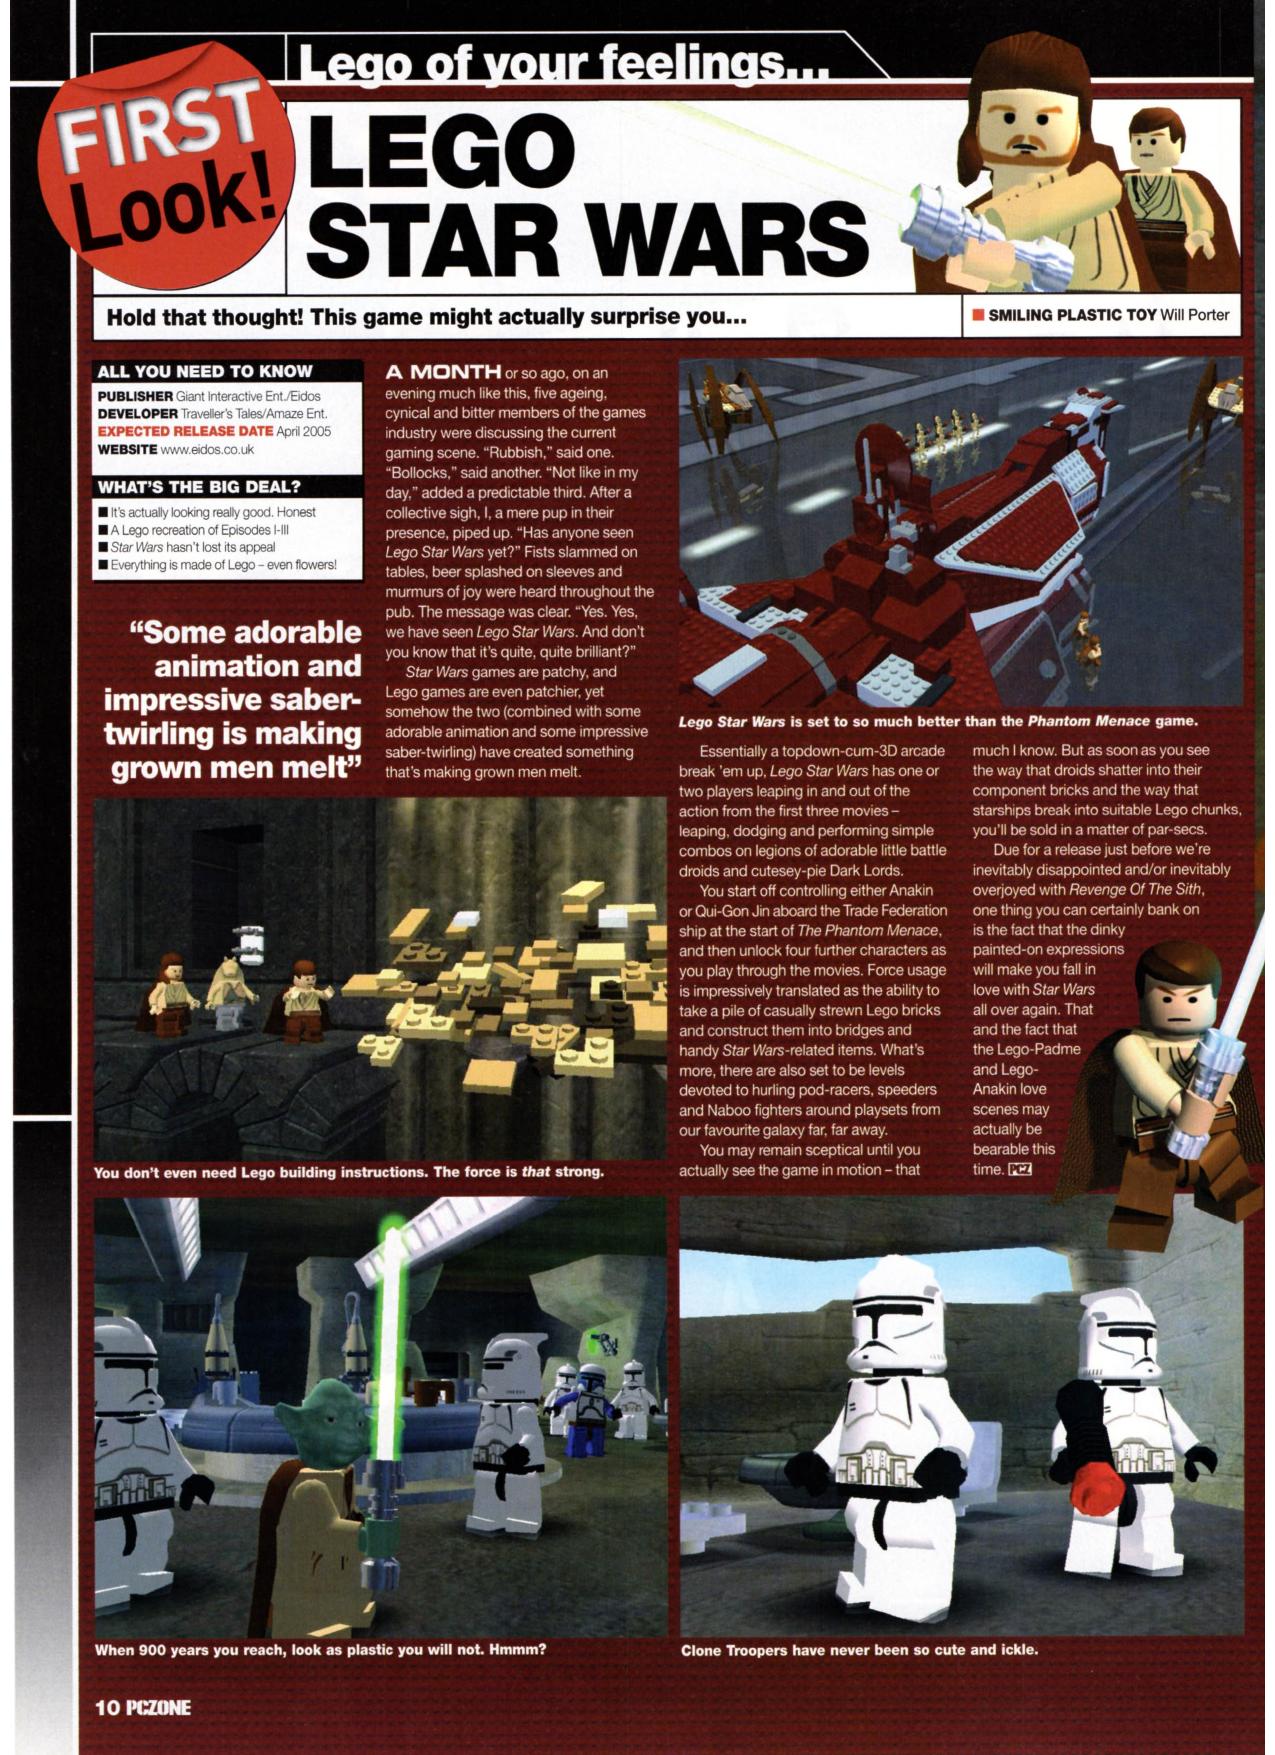 Lego of your feelings...
FIRST
Look!
LEGO
STAR WARS
Hold that thought! This game might actually surprise you...
■ SMILING PLASTIC TOY Will Porter
ALL YOU NEED TO KNOW
PUBLISHER Giant Interactive Ent./Eidos
DEVELOPER Traveller's Tales/Amaze Ent.
EXPECTED RELEASE DATE April 2005
WEBSITE www.eidos.co.uk
WHAT'S THE BIG DEAL?
■ It's actually looking really good. Honest
■ A Lego recreation of Episodes I-III
■ Star Wars hasn't lost its appeal
■ Everything is made of Lego – even flowers!
“Some adorable
animation and
impressive saber-
twirling is making
grown men melt”
A MONTH or so ago, on an
evening much like this, five ageing,
cynical and bitter members of the games
industry were discussing the current
gaming scene. “Rubbish,” said one.
“Bollocks,” said another. “Not like in my
day,” added a predictable third. After a
collective sigh, I, a mere pup in their
presence, piped up. “Has anyone seen
Lego Star Wars yet?” Fists slammed on
tables, beer splashed on sleeves and
murmurs of joy were heard throughout the
pub. The message was clear. “Yes. Yes,
we have seen Lego Star Wars. And don't
you know that it's quite, quite brilliant?”
Star Wars games are patchy, and
Lego games are even patchier, yet
somehow the two (combined with some
adorable animation and some impressive
saber-twirling) have created something
that's making grown men melt.
Lego Star Wars is set to so much better than the Phantom Menace game.
Essentially a topdown-cum-3D arcade
break 'em up, Lego Star Wars has one or
two players leaping in and out of the
action from the first three movies –
leaping, dodging and performing simple
combos on legions of adorable little battle
droids and cutesey-pie Dark Lords.
You start off controlling either Anakin
or Qui-Gon Jin aboard the Trade Federation
ship at the start of The Phantom Menace,
and then unlock four further characters as
you play through the movies. Force usage
is impressively translated as the ability to
take a pile of casually strewn Lego bricks
and construct them into bridges and
handy Star Wars-related items. What's
more, there are also set to be levels
devoted to hurling pod-racers, speeders
and Naboo fighters around playsets from
our favourite galaxy far, far away.
You may remain sceptical until you
actually see the game in motion – that
much I know. But as soon as you see
the way that droids shatter into their
component bricks and the way that
starships break into suitable Lego chunks,
you'll be sold in a matter of par-secs.
Due for a release just before we're
inevitably disappointed and/or inevitably
overjoyed with Revenge Of The Sith,
one thing you can certainly bank on
is the fact that the dinky
painted-on expressions
will make you fall in
love with Star Wars
all over again. That
and the fact that
the Lego-Padme
and Lego-
Anakin love
scenes may
actually be
bearable this
time. PCZ
You don't even need Lego building instructions. The force is that strong.
When 900 years you reach, look as plastic you will not. Hmmm?
Clone Troopers have never been so cute and ickle.
10 PCZONE